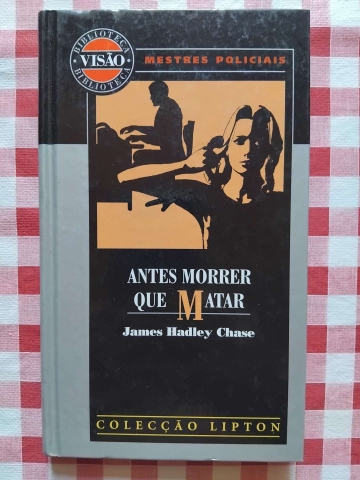 BIBLIOTECA
VISÃO
BIBLIOTECA
MESTRES POLICIAIS
ANTES MORRER
QUE MATAR
James Hadley Chase
COLECÇÃO LIPTON